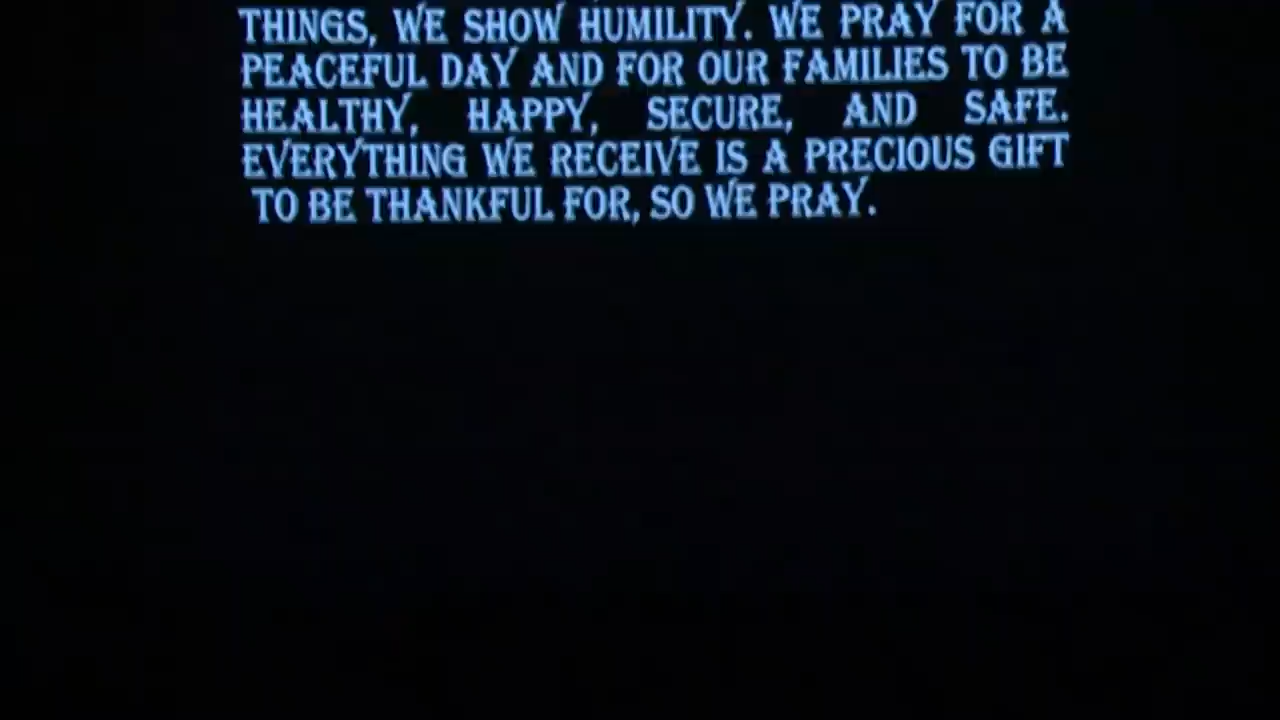 THINGS, WE SHOW HUMILITY. WE PRAY FOR A
PEACEFUL DAY AND FOR OUR FAMILIES TO BE
HEALTHY, HAPPY, SECURE, AND SAFE.
EVERYTHING WE RECEIVE IS A PRECIOUS GIFT
TO BE THANKFUL FOR, SO WE PRAY.